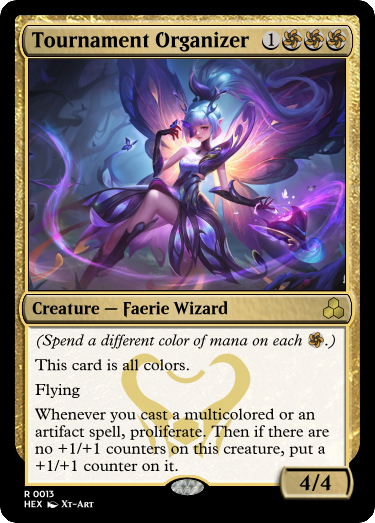 Tournament Organizer 1
Creature — Faerie Wizard
(Spend a different color of mana on each .)
This card is all colors.
Flying
Whenever you cast a multicolored or an
artifact spell, proliferate. Then if there are
no +1/+1 counters on this creature, put a
+1/+1 counter on it.
4/4
R 0013
HEX Xt-Art